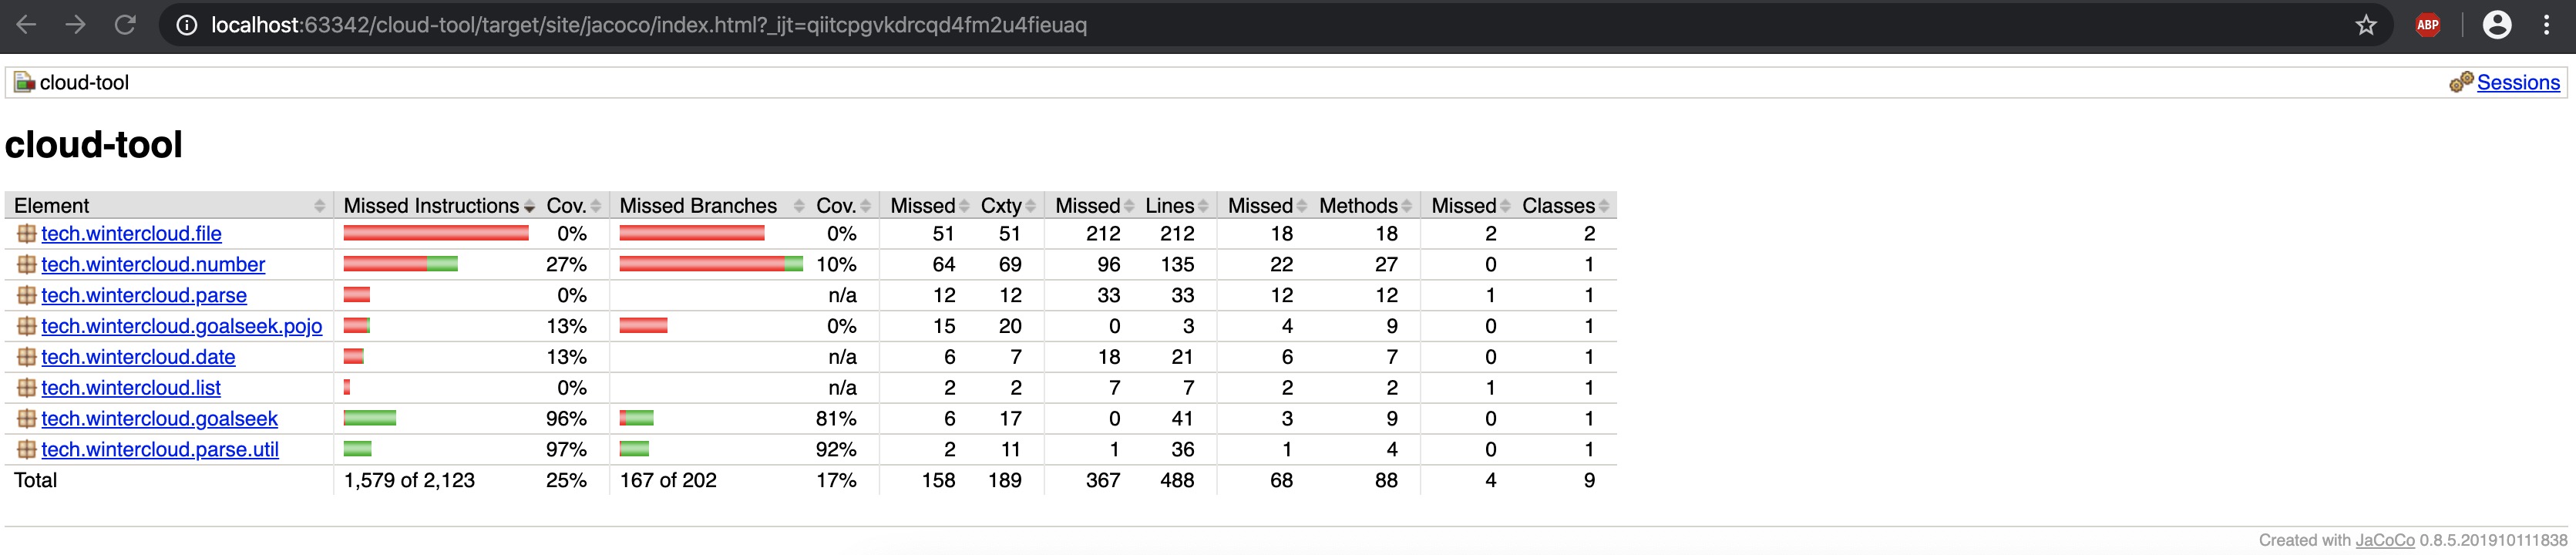 localhost:63342/cloud-tool/target/site/jacoco/index.html?_ijt=qiitcpgvkdrcqd4fm2u4fieuaq ABP
cloud-tool Sessions
cloud-tool
Element Missed Instructions Cov. Missed Branches Cov. Missed Cxty Missed Lines Missed Methods Missed Classes
tech.wintercloud.file 0% 0% 51 51 212 212 18 18 2 2
tech.wintercloud.number 27% 10% 64 69 96 135 22 27 0 1
tech.wintercloud.parse 0% n/a 12 12 33 33 12 12 1 1
tech.wintercloud.goalseek.pojo 13% 0% 15 20 0 3 4 9 0 1
tech.wintercloud.date 13% n/a 6 7 18 21 6 7 0 1
tech.wintercloud.list 0% n/a 2 2 7 7 2 2 1 1
tech.wintercloud.goalseek 96% 81% 6 17 0 41 3 9 0 1
tech.wintercloud.parse.util 97% 92% 2 11 1 36 1 4 0 1
Total 1,579 of 2,123 25% 167 of 202 17% 158 189 367 488 68 88 4 9
Created with JaCoCo 0.8.5.201910111838